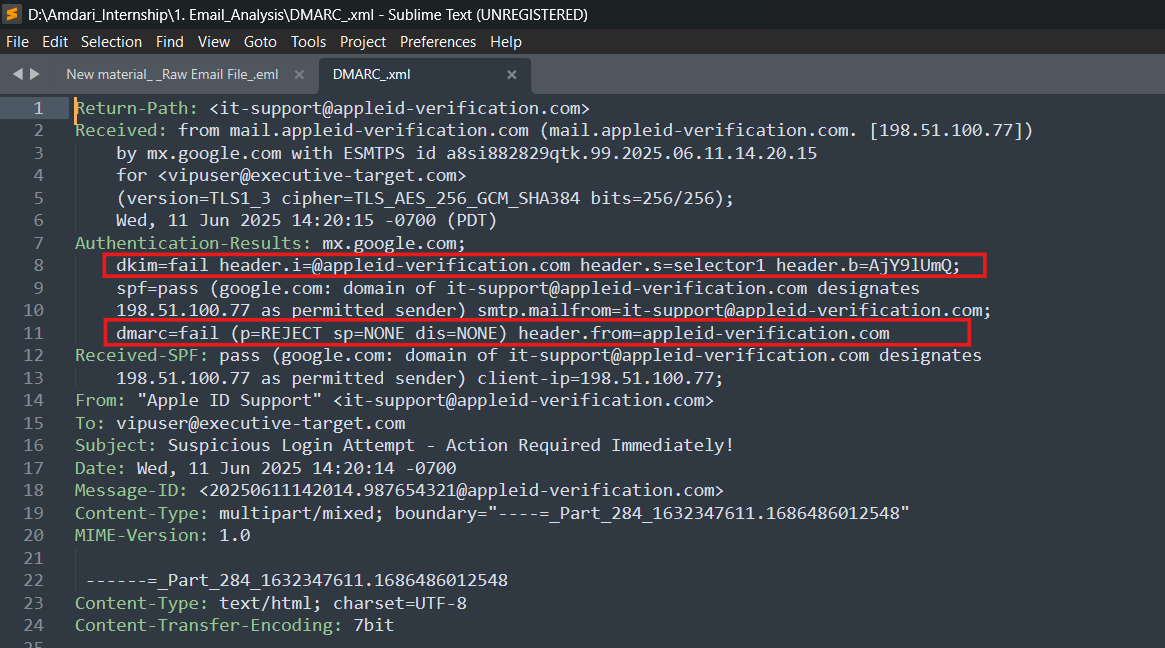 D:\Amdari_Internship\1. Email_Analysis\DMARC_.xml - Sublime Text (UNREGISTERED)
File Edit Selection Find View Goto Tools Project Preferences Help
New material_ _Raw Email File_.eml × DMARC_.xml ×
1 Return-Path: <it-support@appleid-verification.com>
2 Received: from mail.appleid-verification.com (mail.appleid-verification.com. [198.51.100.77])
3 by mx.google.com with ESMTPS id a8si882829qtk.99.2025.06.11.14.20.15
4 for <vipuser@executive-target.com>
5 (version=TLS1_3 cipher=TLS_AES_256_GCM_SHA384 bits=256/256);
6 Wed, 11 Jun 2025 14:20:15 -0700 (PDT)
7 Authentication-Results: mx.google.com;
8 dkim=fail header.i=@appleid-verification.com header.s=selector1 header.b=AjY9lUmQ;
9 spf=pass (google.com: domain of it-support@appleid-verification.com designates
10 198.51.100.77 as permitted sender) smtp.mailfrom=it-support@appleid-verification.com;
11 dmarc=fail (p=REJECT sp=NONE dis=NONE) header.from=appleid-verification.com
12 Received-SPF: pass (google.com: domain of it-support@appleid-verification.com designates
13 198.51.100.77 as permitted sender) client-ip=198.51.100.77;
14 From: "Apple ID Support" <it-support@appleid-verification.com>
15 To: vipuser@executive-target.com
16 Subject: Suspicious Login Attempt - Action Required Immediately!
17 Date: Wed, 11 Jun 2025 14:20:14 -0700
18 Message-ID: <20250611142014.987654321@appleid-verification.com>
19 Content-Type: multipart/mixed; boundary="----=_Part_284_1632347611.1686486012548"
20 MIME-Version: 1.0
21
22 ------=_Part_284_1632347611.1686486012548
23 Content-Type: text/html; charset=UTF-8
24 Content-Transfer-Encoding: 7bit
25